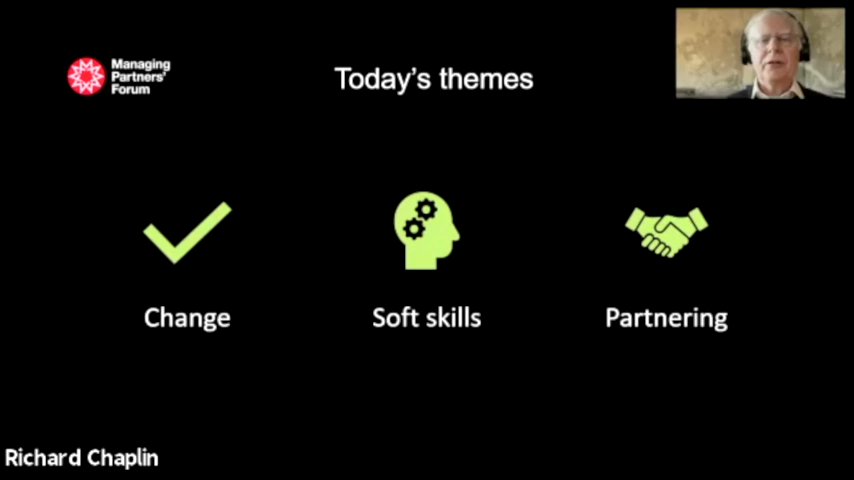 Managing
Partners'
Forum
Today's themes
Change
Soft skills
Partnering
Richard Chaplin